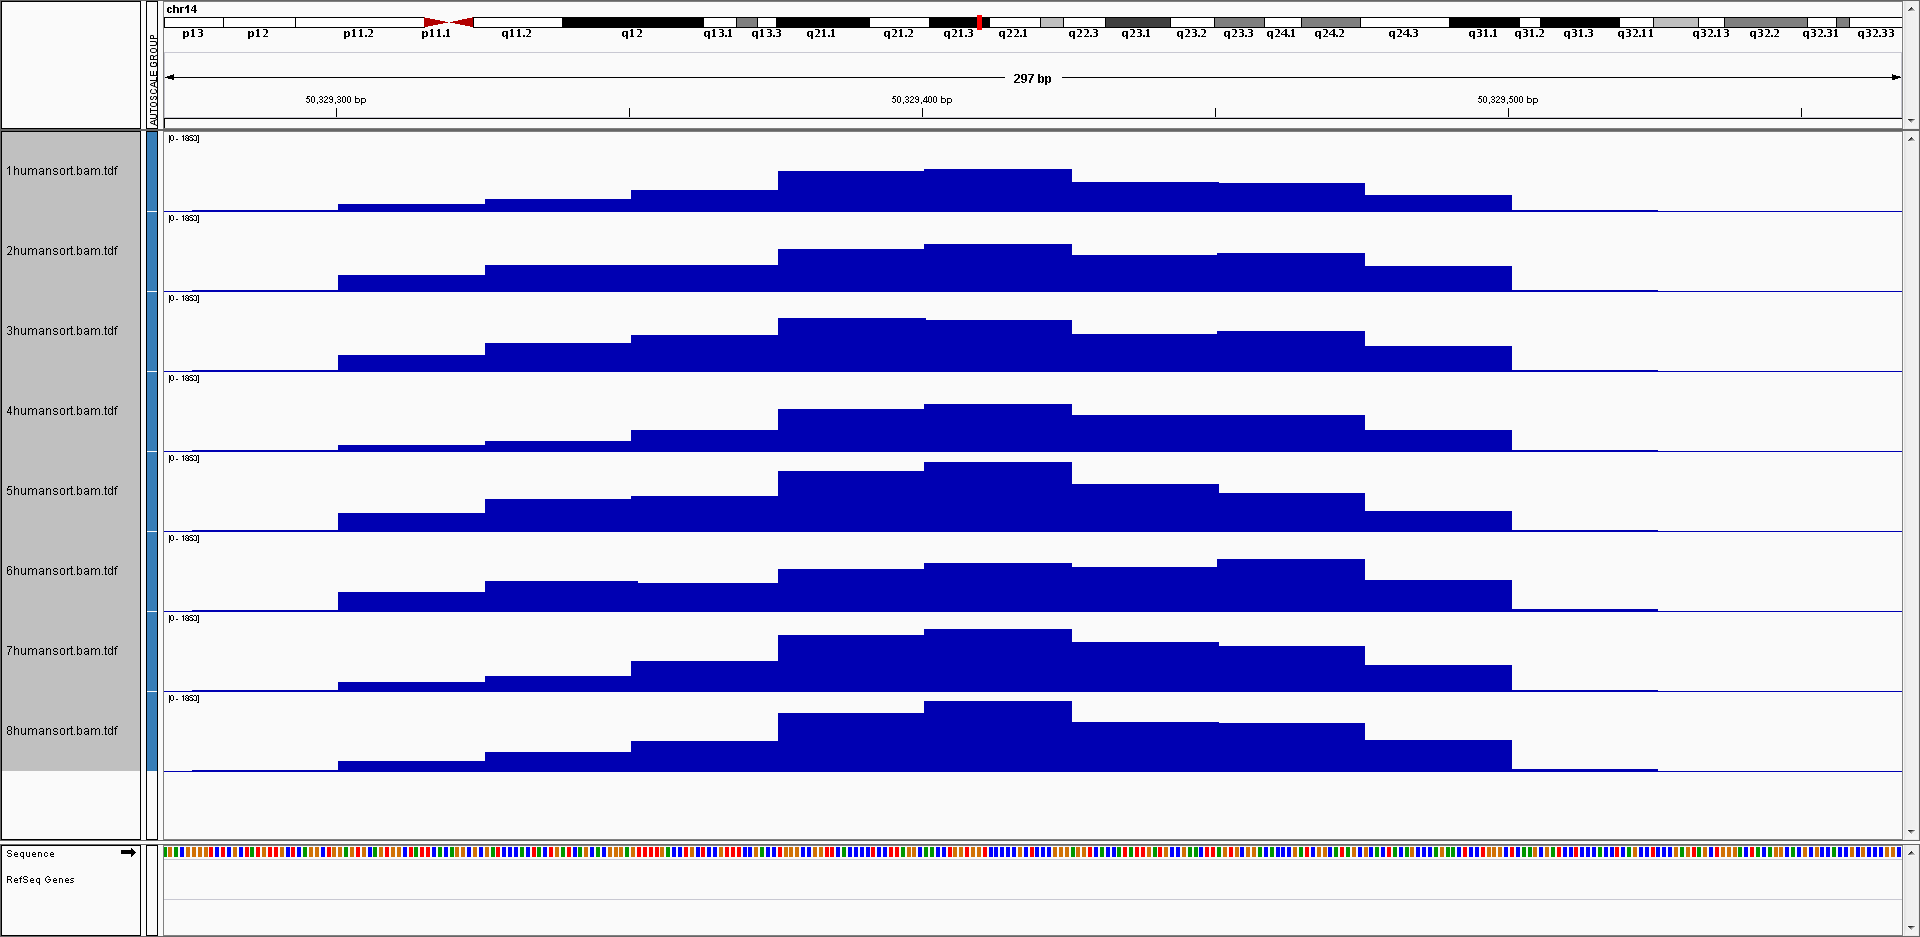 chr14
p13 p12 p11.2 p11.1 q11.2 q12 q13.1 q13.3 q21.1 q21.2 q21.3 q22.1 q22.3 q23.1 q23.2 q23.3 q24.1 q24.2 q24.3 q31.1 q31.2 q31.3 q32.11 q32.13 q32.2 q32.31 q32.33
AUTOSCALE GROUP
297 bp
50,329,300 bp 50,329,400 bp 50,329,500 bp
1humansort.bam.tdf
2humansort.bam.tdf
3humansort.bam.tdf
4humansort.bam.tdf
5humansort.bam.tdf
6humansort.bam.tdf
7humansort.bam.tdf
8humansort.bam.tdf
Sequence
RefSeq Genes